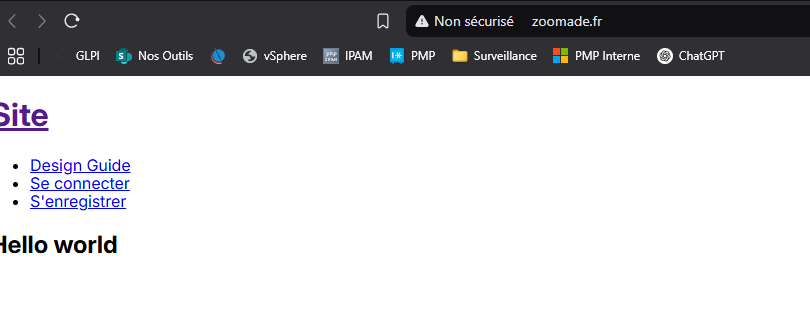 Non sécurisé zoomade.fr
GLPI Nos Outils vSphere IPAM PMP Surveillance PMP Interne ChatGPT
Site
Design Guide
Se connecter
S'enregistrer
Hello world